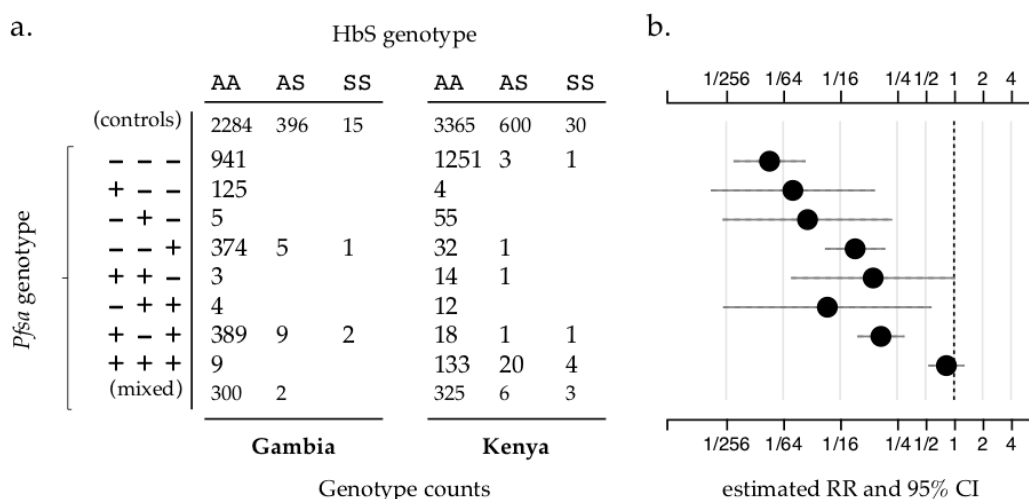 a.
b.
HbS genotype
AA AS SS AA AS SS
1/256 1/64 1/16 1/4 1/2 1 2 4
(controls) 2284 396 15 3365 600 30
– – – 941 1251 3 1
+ – – 125 4
– + – 5 55
– – + 374 5 1 32 1
+ + – 3 14 1
– + + 4 12
+ – + 389 9 2 18 1 1
+ + + 9 133 20 4
(mixed) 300 2 325 6 3
Pfsa genotype
1/256 1/64 1/16 1/4 1/2 1 2 4
Gambia Kenya
Genotype counts
estimated RR and 95% CI